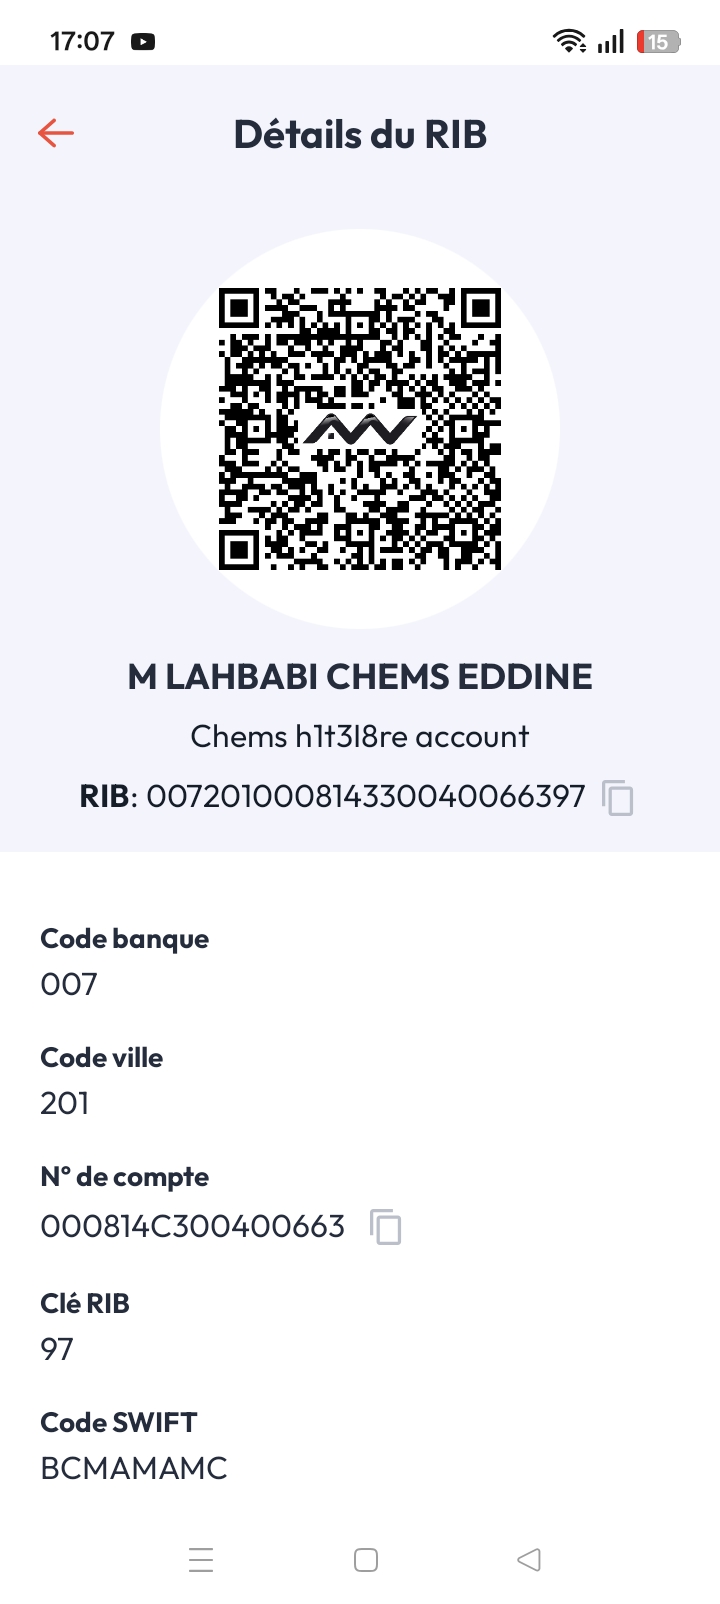 17:07
15
Détails du RIB
M LAHBABI CHEMS EDDINE
Chems h1t3l8re account
RIB: 007201000814330040066397
Code banque
007
Code ville
201
N° de compte
000814C300400663
Clé RIB
97
Code SWIFT
BCMAMAMC